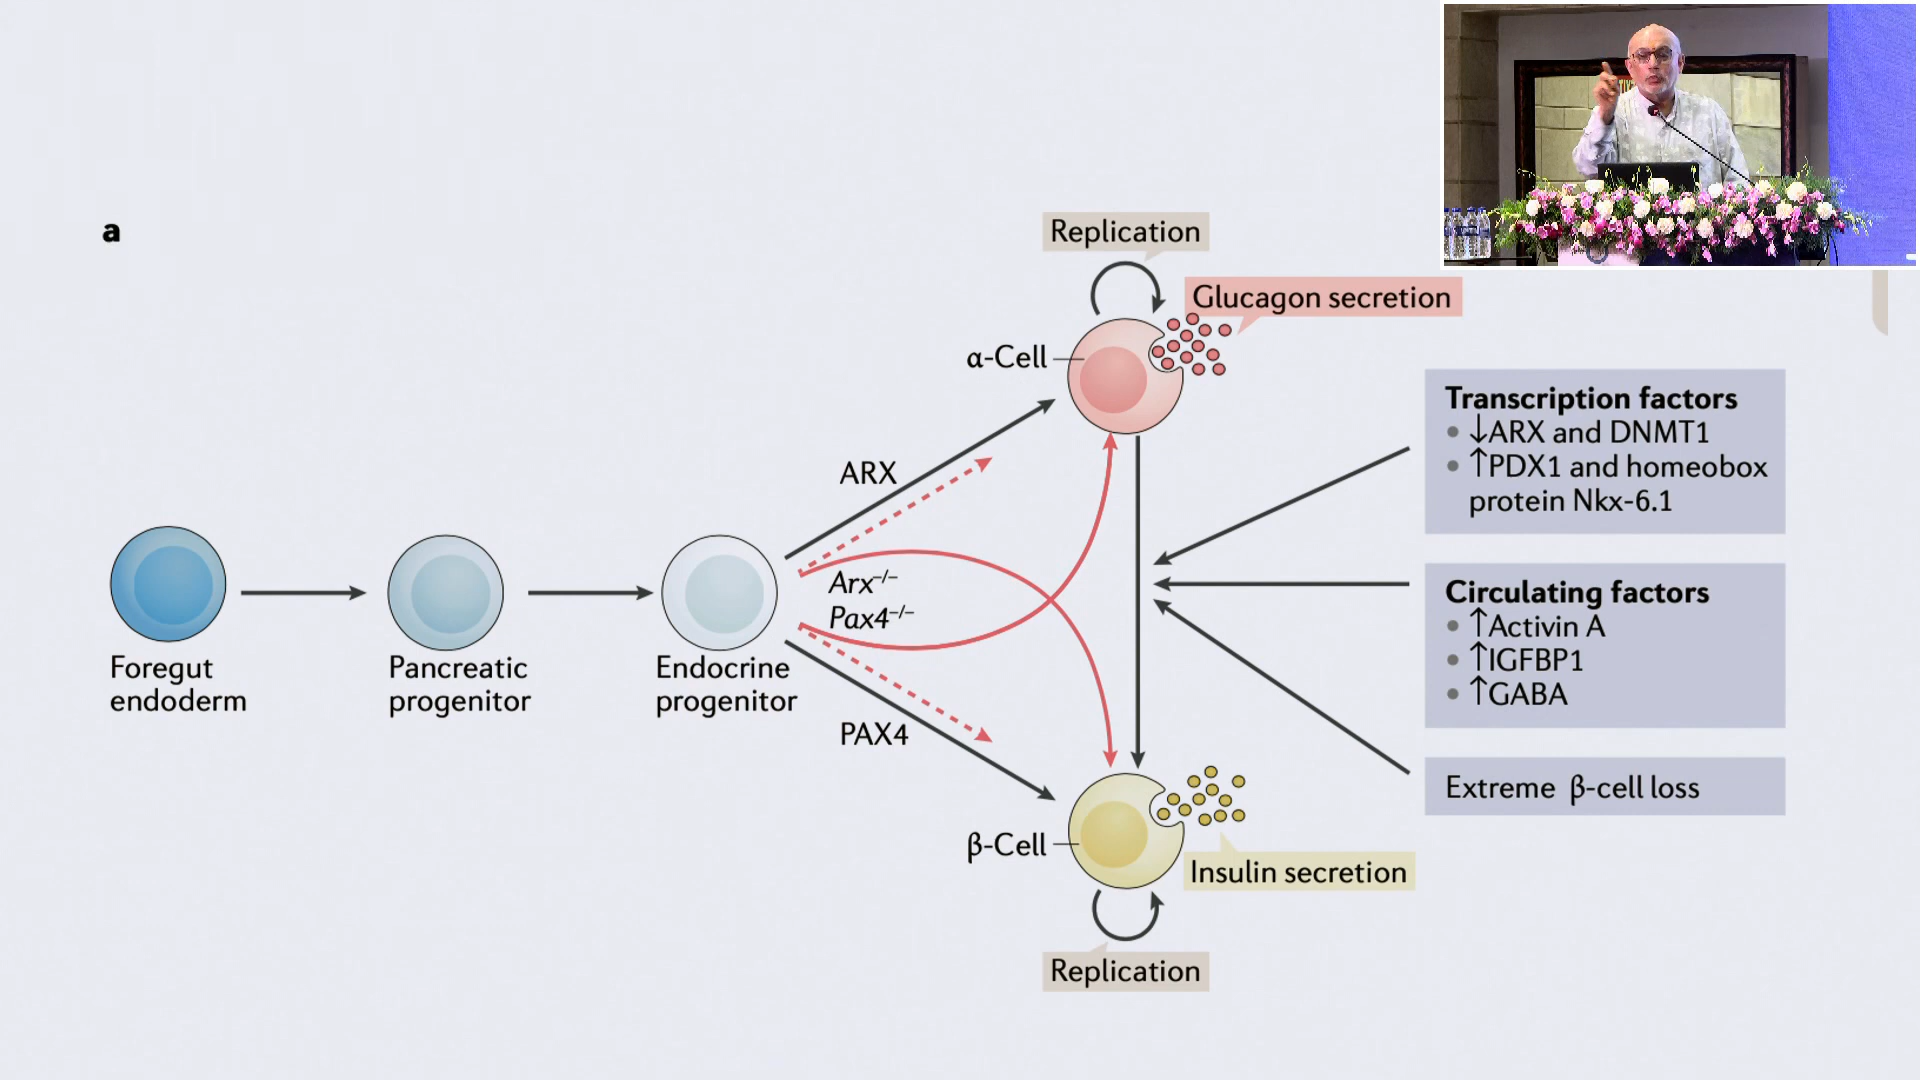 a
Replication
Glucagon secretion
α-Cell
ARX
Arx–/–
Pax4–/–
PAX4
Foregut
endoderm
Pancreatic
progenitor
Endocrine
progenitor
β-Cell
Insulin secretion
Replication
Transcription factors
• ↓ARX and DNMT1
• ↑PDX1 and homeobox
protein Nkx-6.1
Circulating factors
• ↑Activin A
• ↑IGFBP1
• ↑GABA
Extreme β-cell loss